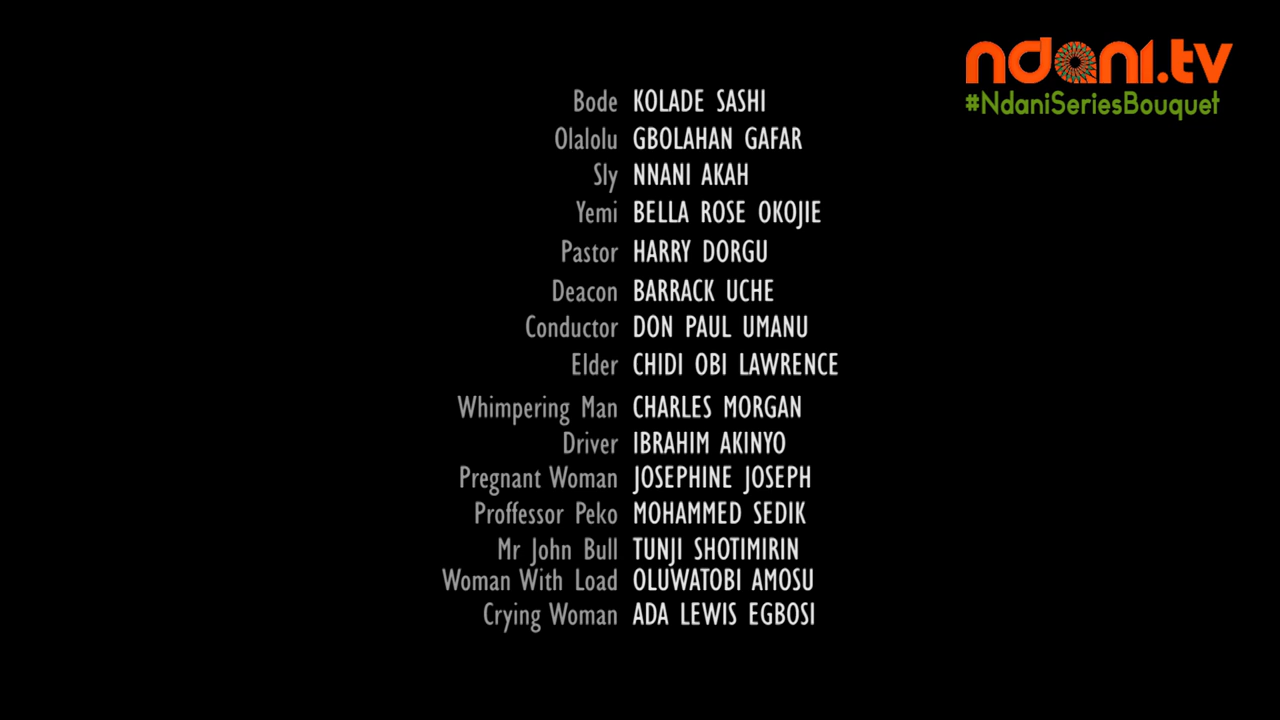 ndani.tv
#NdaniSeriesBouquet
Bode KOLADE SASHI
Olalolu GBOLAHAN GAFAR
Sly NNANI AKAH
Yemi BELLA ROSE OKOJIE
Pastor HARRY DORGU
Deacon BARRACK UCHE
Conductor DON PAUL UMANU
Elder CHIDI OBI LAWRENCE
Whimpering Man CHARLES MORGAN
Driver IBRAHIM AKINYO
Pregnant Woman JOSEPHINE JOSEPH
Proffessor Peko MOHAMMED SEDIK
Mr John Bull TUNJI SHOTIMIRIN
Woman With Load OLUWATOBI AMOSU
Crying Woman ADA LEWIS EGBOSI